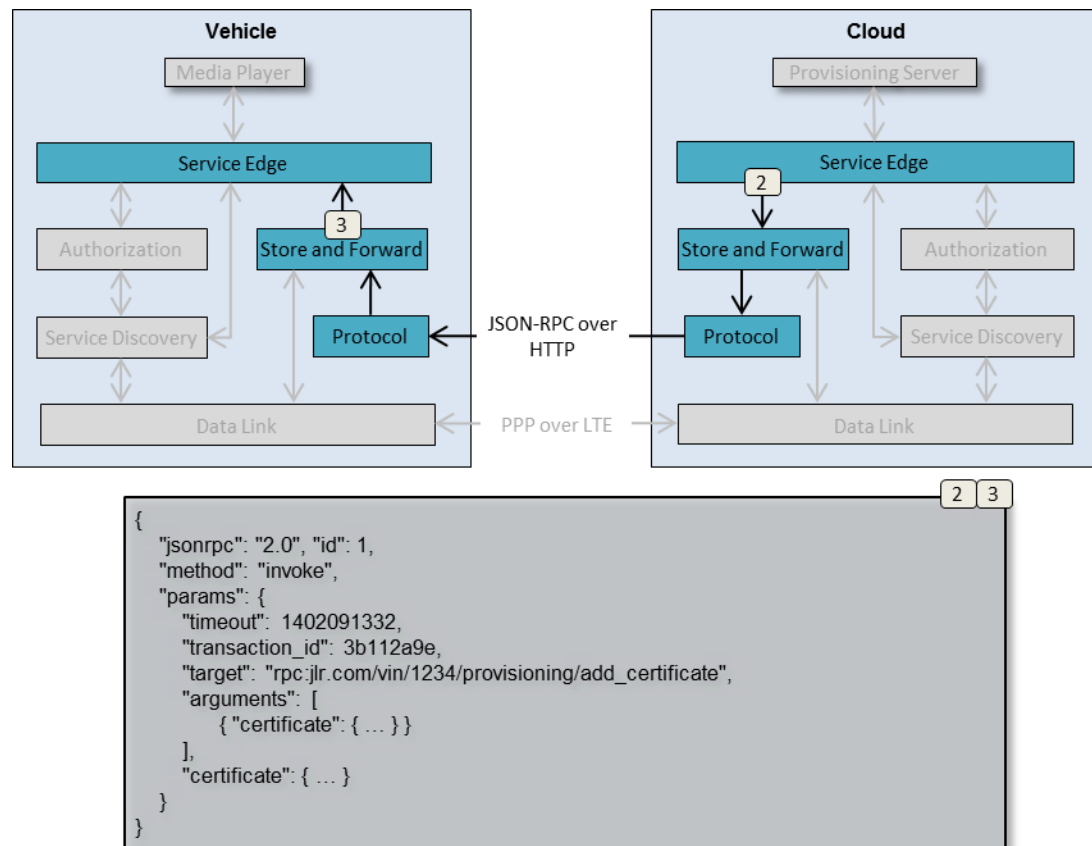 Vehicle
Media Player
Service Edge
3
Authorization
Store and Forward
Service Discovery
Protocol
Data Link
JSON-RPC over
HTTP
PPP over LTE
Cloud
Provisioning Server
Service Edge
2
Store and Forward
Authorization
Protocol
Service Discovery
Data Link
2 3
{
"jsonrpc": "2.0", "id": 1,
"method": "invoke",
"params": {
"timeout": 1402091332,
"transaction_id": 3b112a9e,
"target": "rpc:jlr.com/vin/1234/provisioning/add_certificate",
"arguments": [
{ "certificate": { … } }
],
"certificate": { … }
}
}